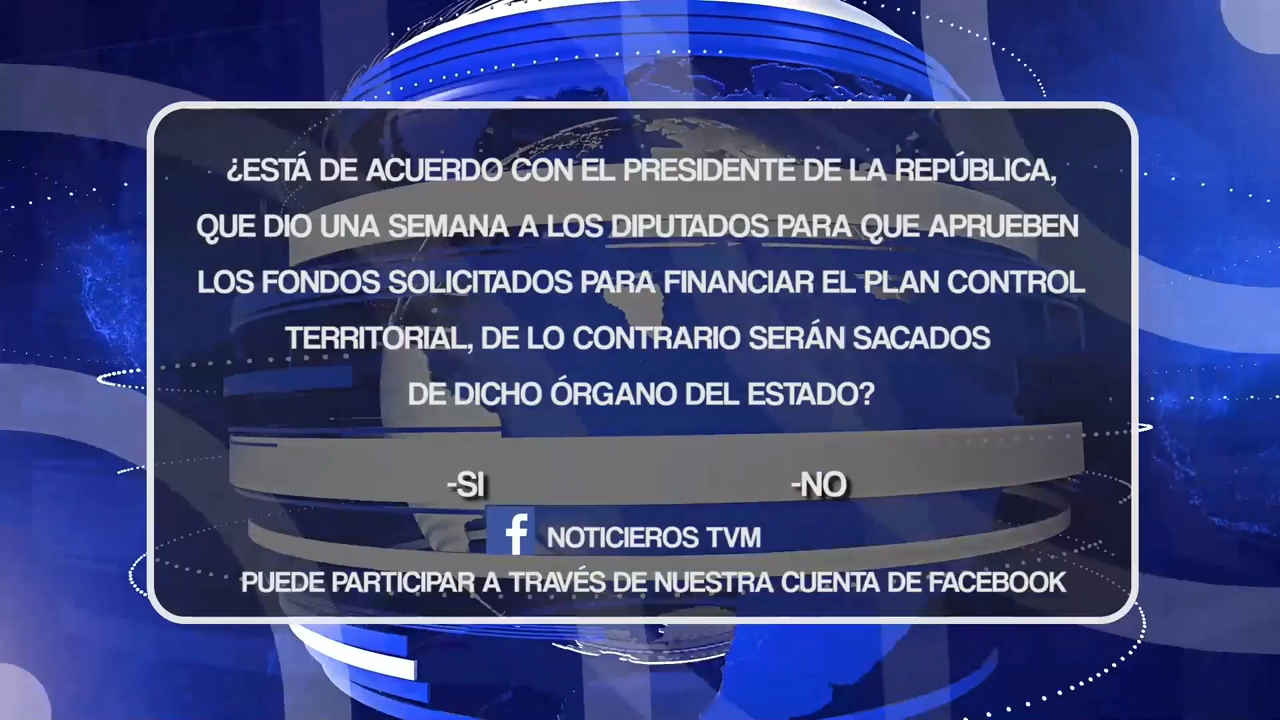 ¿ESTÁ DE ACUERDO CON EL PRESIDENTE DE LA REPÚBLICA,
QUE DIO UNA SEMANA A LOS DIPUTADOS PARA QUE APRUEBEN
LOS FONDOS SOLICITADOS PARA FINANCIAR EL PLAN CONTROL
TERRITORIAL, DE LO CONTRARIO SERÁN SACADOS
DE DICHO ÓRGANO DEL ESTADO?
-SI -NO
f NOTICIEROS TVM
PUEDE PARTICIPAR A TRAVÉS DE NUESTRA CUENTA DE FACEBOOK